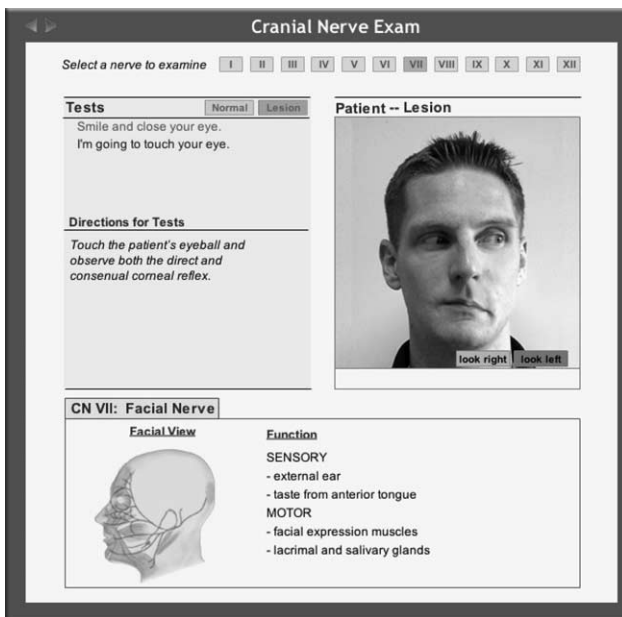 Cranial Nerve Exam
Select a nerve to examine I II III IV V VI VII VIII IX X XI XII
Tests Normal Lesion
Smile and close your eye.
I'm going to touch your eye.
Directions for Tests
Touch the patient's eyeball and
observe both the direct and
consenual corneal reflex.
Patient -- Lesion
look right look left
CN VII: Facial Nerve
Facial View
Function
SENSORY
- external ear
- taste from anterior tongue
MOTOR
- facial expression muscles
- lacrimal and salivary glands